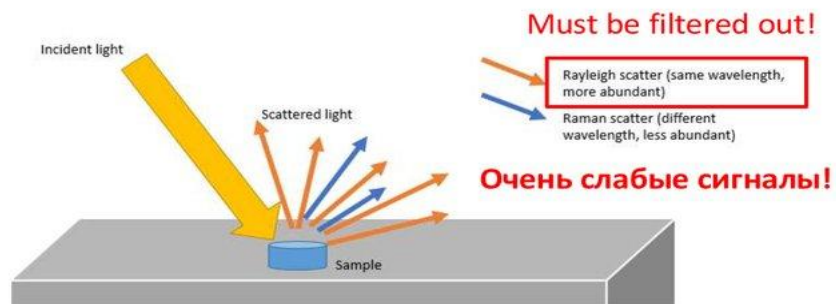 Must be filtered out!
Incident light
Rayleigh scatter (same wavelength,
more abundant)
Scattered light
Raman scatter (different
wavelength, less abundant)
Очень слабые сигналы!
Sample